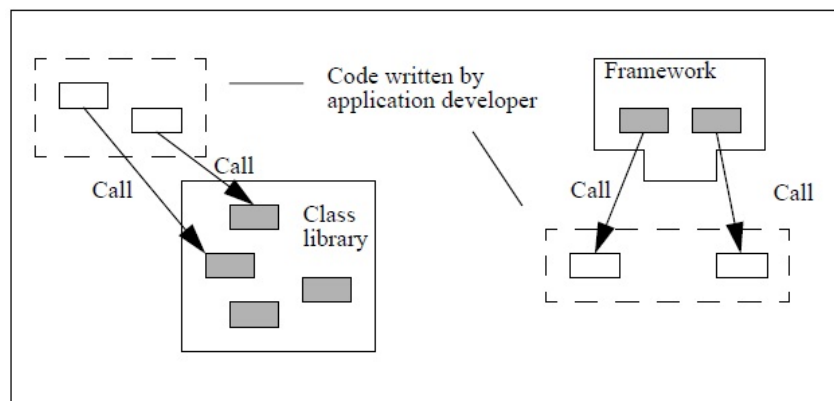 Code written by
application developer
Call
Call
Class
library
Framework
Call
Call